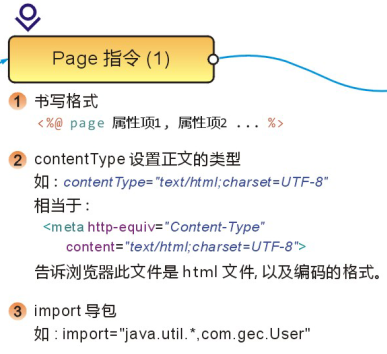 Page 指令 (1)
1 书写格式
<%@ page 属性项1, 属性项2 ... %>
2 contentType 设置正文的类型
如 : contentType="text/html;charset=UTF-8"
相当于 :
<meta http-equiv="Content-Type"
content="text/html;charset=UTF-8">
告诉浏览器此文件是 html 文件, 以及编码的格式。
3 import 导包
如 : import="java.util.*,com.gec.User"